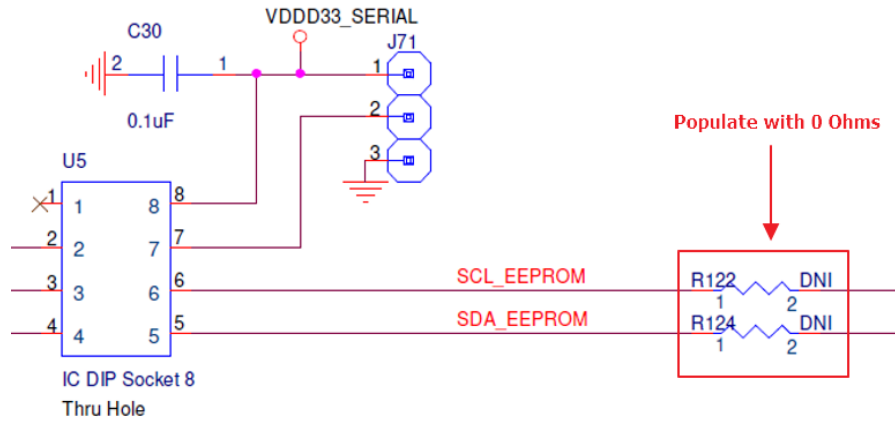 VDDD33_SERIAL
C30
J71
2
1
1
0.1uF
2
3
Populate with 0 Ohms
U5
1
1
8
8
2
2
7
7
3
3
6
6
SCL_EEPROM
R122
DNI
1
2
4
4
5
5
SDA_EEPROM
R124
DNI
1
2
IC DIP Socket 8
Thru Hole